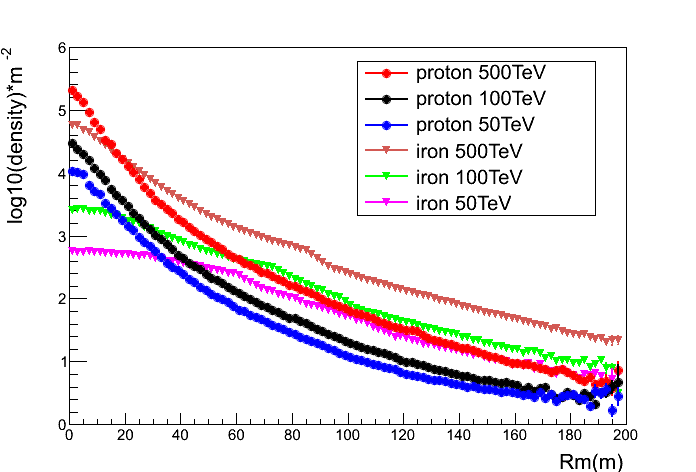 log10(density)*m⁻²
6
5
4
3
2
1
0
proton 500TeV
proton 100TeV
proton 50TeV
iron 500TeV
iron 100TeV
iron 50TeV
0 20 40 60 80 100 120 140 160 180 200
Rm(m)